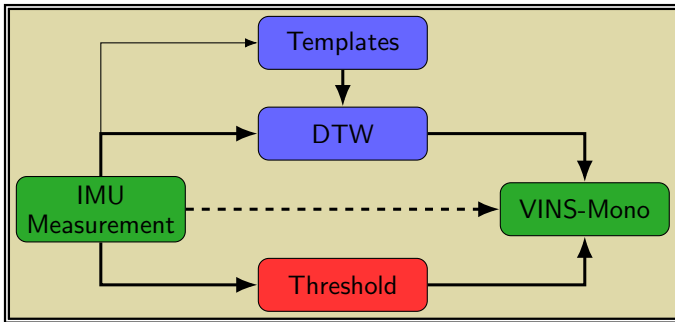 Templates
DTW
IMU
Measurement
VINS-Mono
Threshold